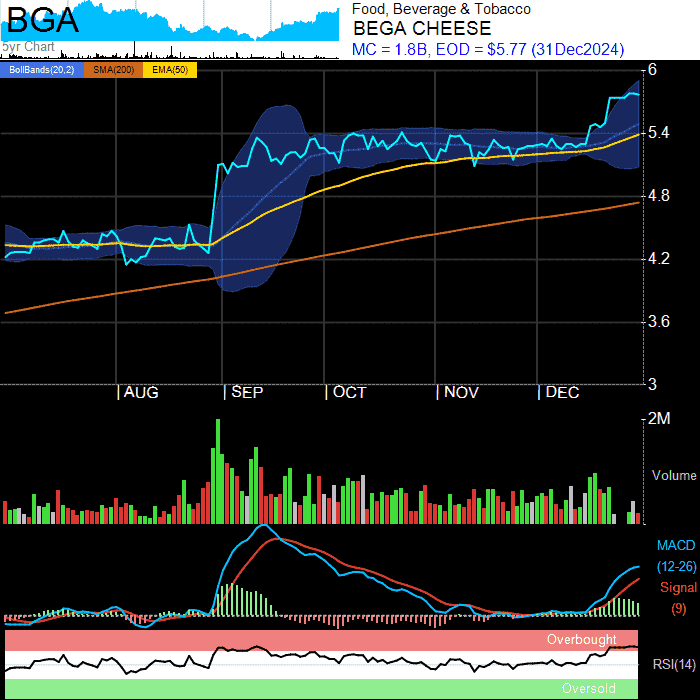 BGA
5yr Chart
Food, Beverage & Tobacco
BEGA CHEESE
MC = 1.8B, EOD = $5.77 (31Dec2024)
BollBands(20,2) SMA(200) EMA(50)
6
5.4
4.8
4.2
3.6
3
AUG SEP OCT NOV DEC
2M
Volume
MACD
(12-26)
Signal
(9)
Overbought
RSI(14)
Oversold